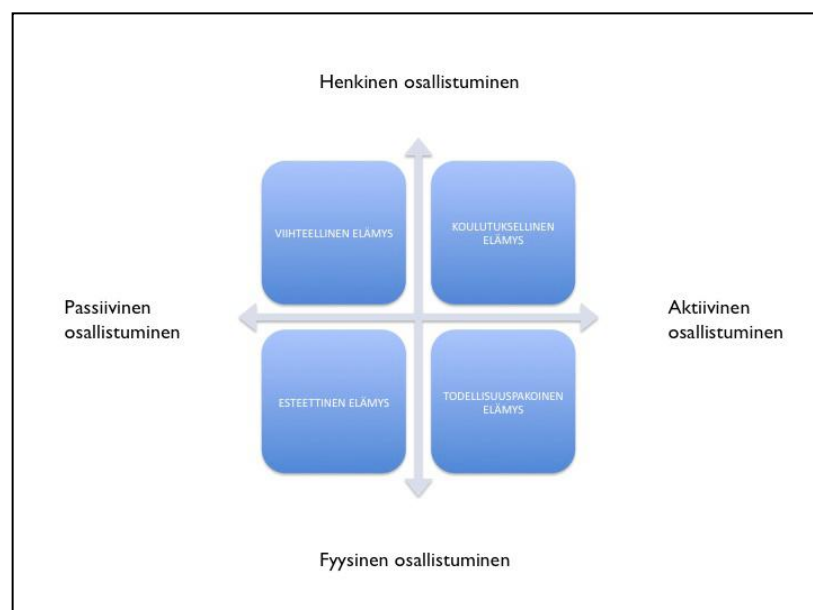 Henkinen osallistuminen
VIIHTEELLINEN ELÄMYS
KOULUTUKSELLINEN
ELÄMYS
Passiivinen
osallistuminen
Aktiivinen
osallistuminen
ESTEETTINEN ELÄMYS
TODELLISUUSPAKOINEN
ELÄMYS
Fyysinen osallistuminen